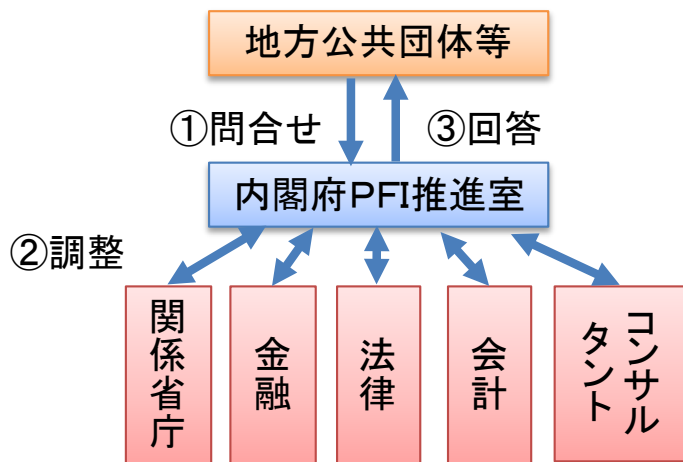 地方公共団体等
①問合せ
③回答
内閣府PFI推進室
②調整
関係省庁
金融
法律
会計
コンサル
タント